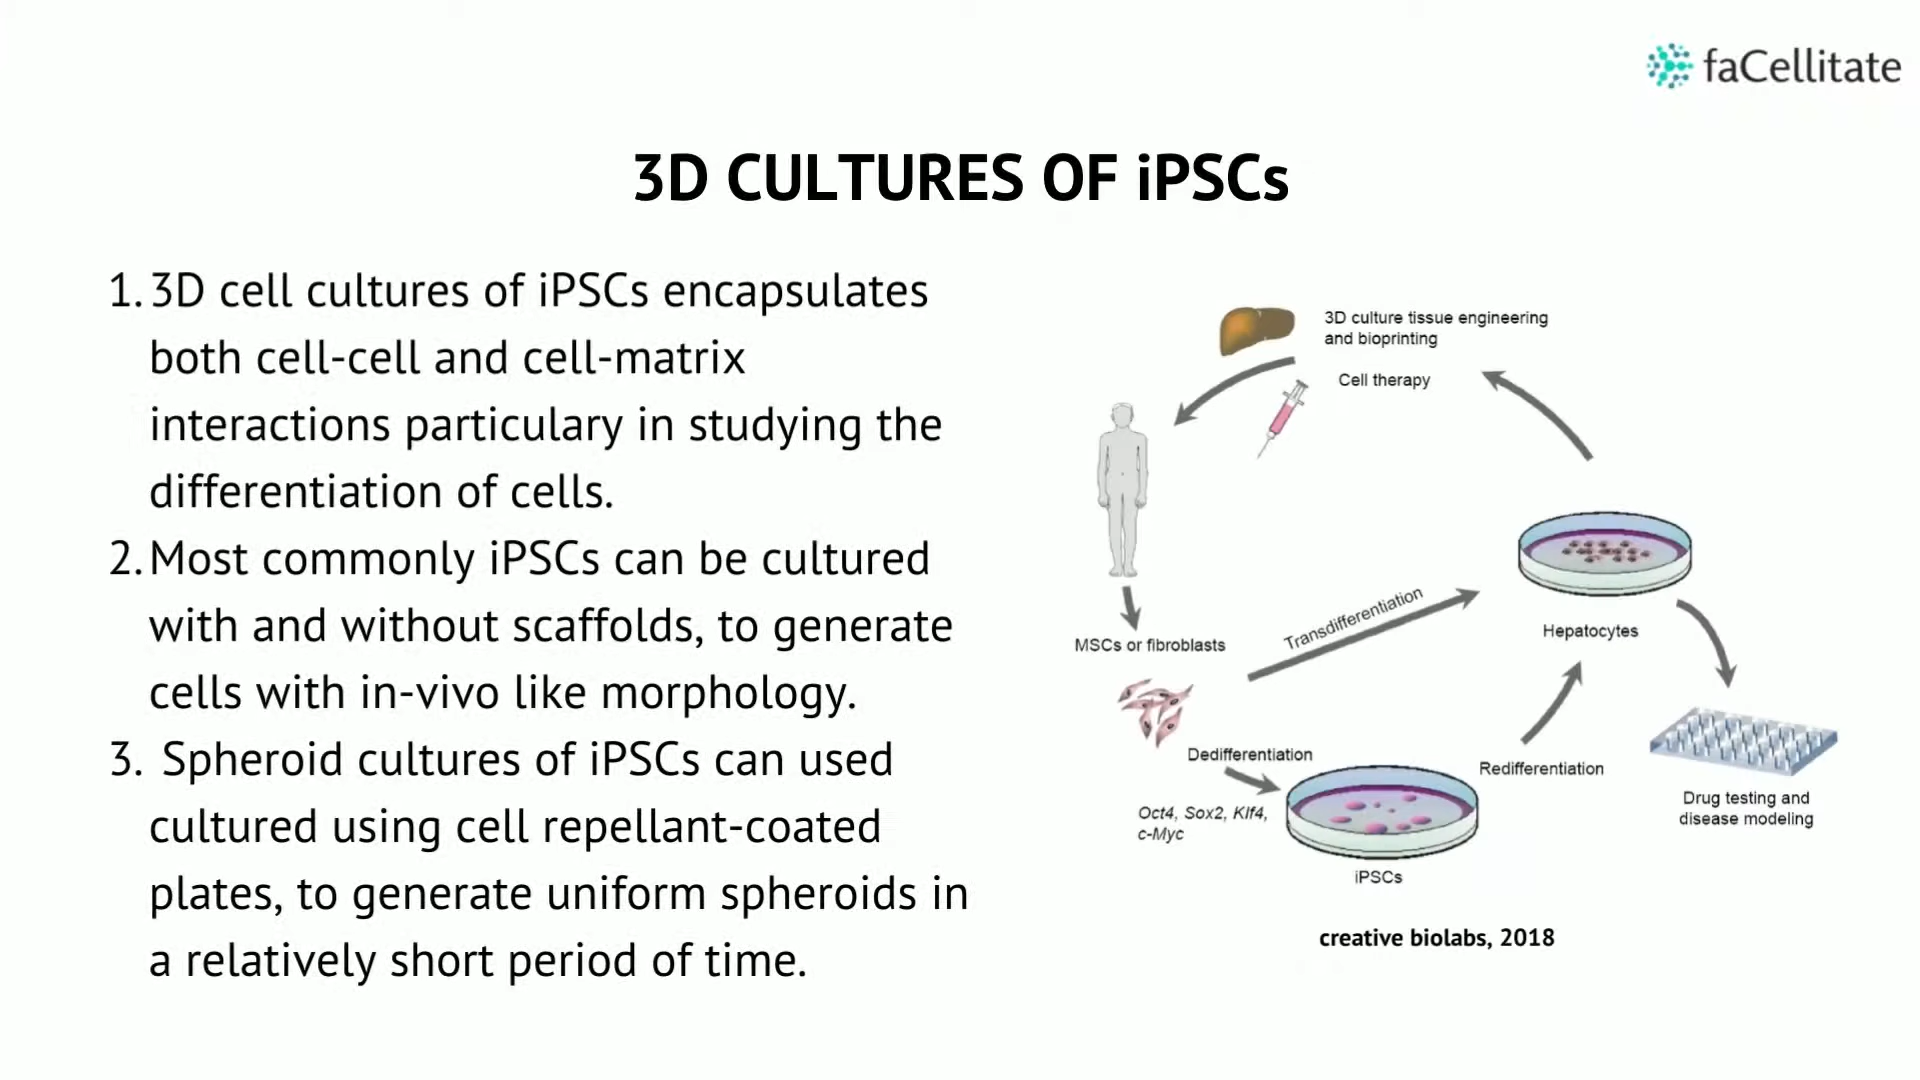 faCellitate
3D CULTURES OF iPSCs
1. 3D cell cultures of iPSCs encapsulates
both cell-cell and cell-matrix
interactions particulary in studying the
differentiation of cells.
2. Most commonly iPSCs can be cultured
with and without scaffolds, to generate
cells with in-vivo like morphology.
3. Spheroid cultures of iPSCs can used
cultured using cell repellant-coated
plates, to generate uniform spheroids in
a relatively short period of time.
3D culture tissue engineering
and bioprinting
Cell therapy
MSCs or fibroblasts
Transdifferentiation
Hepatocytes
Dedifferentiation
Oct4, Sox2, Klf4,
c-Myc
iPSCs
Redifferentiation
Drug testing and
disease modeling
creative biolabs, 2018